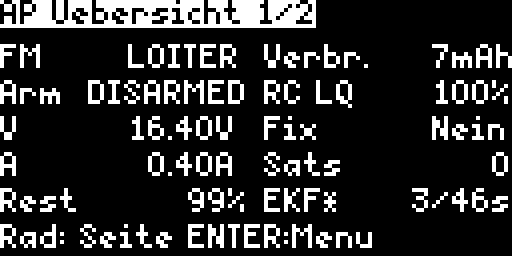 AP Uebersicht 1/2
FM LOITER Verbr. 7mAh
Arm DISARMED RC LQ 100%
V 16.40V Fix Nein
A 0.40A Sats 0
Rest 99% EKF* 3/46s
Rad: Seite ENTER:Menu